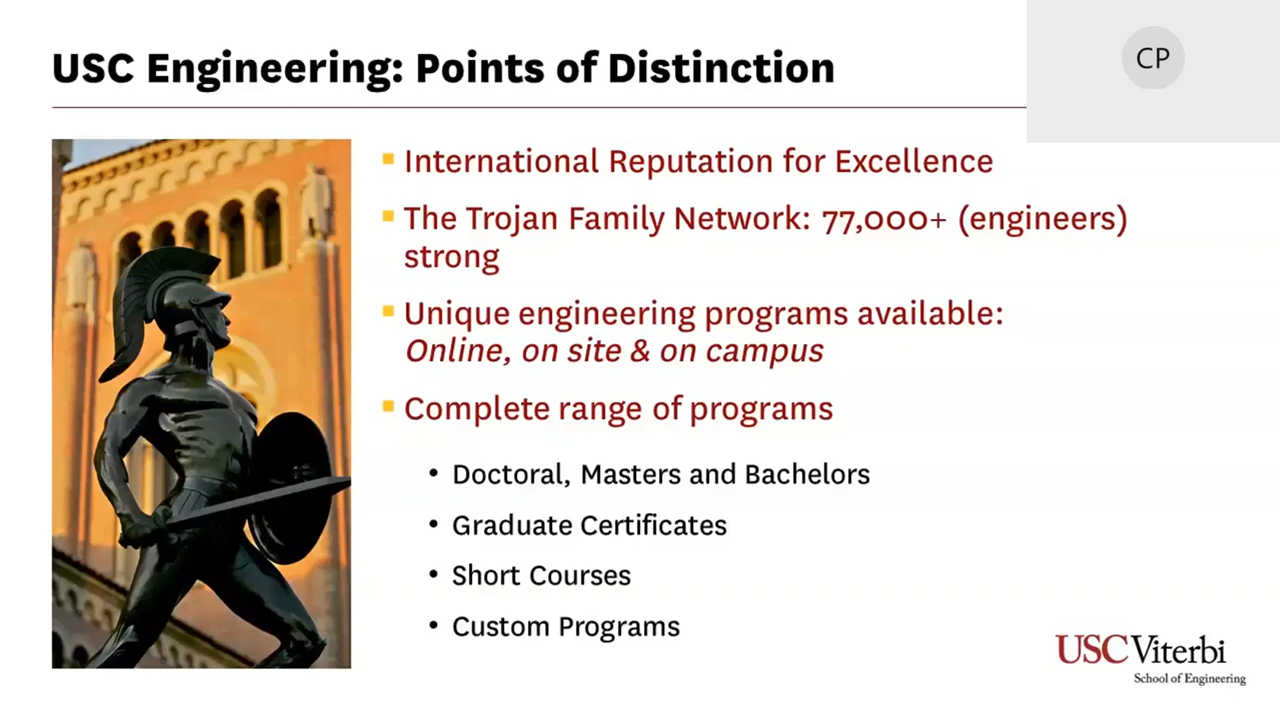 USC Engineering: Points of Distinction
CP
International Reputation for Excellence
The Trojan Family Network: 77,000+ (engineers)
strong
Unique engineering programs available:
Online, on site & on campus
Complete range of programs
• Doctoral, Masters and Bachelors
• Graduate Certificates
• Short Courses
• Custom Programs
USC Viterbi
School of Engineering